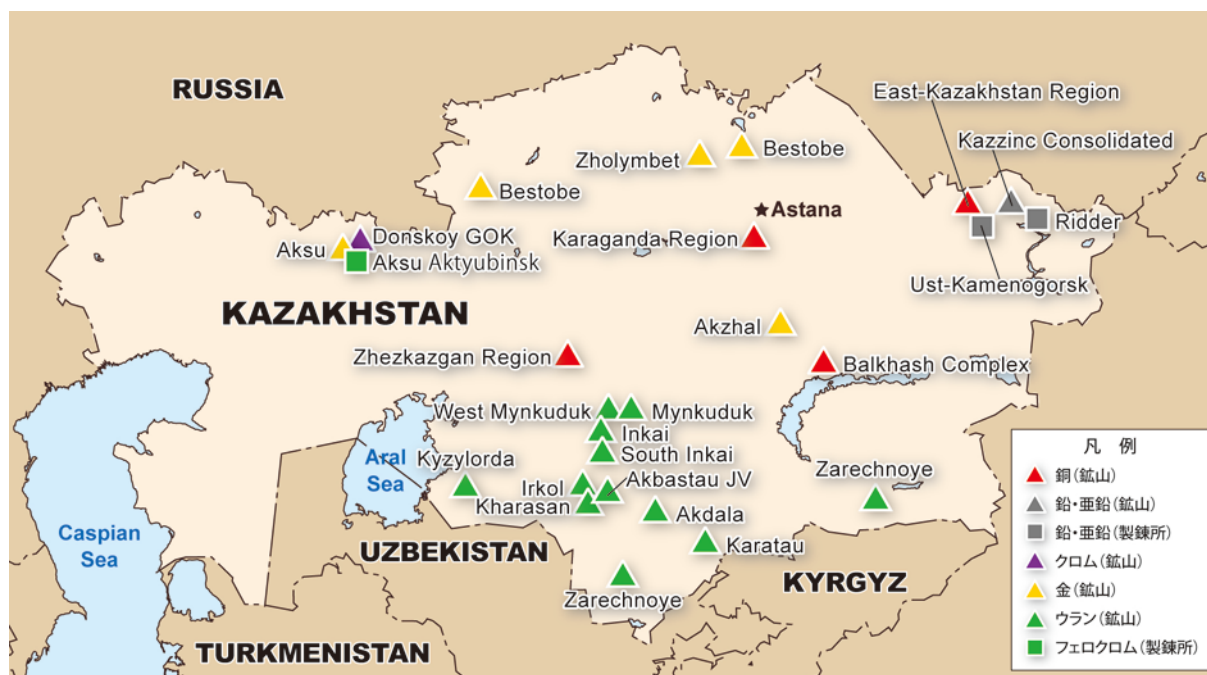 RUSSIA
East-Kazakhstan Region
Kazzinc Consolidated
Zholymbet
Bestobe
Bestobe
★Astana
Ridder
Donskoy GOK
Karaganda Region
Aksu
Aksu Aktyubinsk
Ust-Kamenogorsk
KAZAKHSTAN
Akzhal
Zhezkazgan Region
Balkhash Complex
West Mynkuduk
Mynkuduk
Inkai
South Inkai
Aral
Sea
Kyzylorda
Zarechnoye
Irkol
Akbastau JV
Kharasan
Akdala
Caspian
Sea
UZBEKISTAN
Karatau
KYRGYZ
Zarechnoye
TURKMENISTAN
凡 例
銅(鉱山)
鉛・亜鉛(鉱山)
鉛・亜鉛(製錬所)
クロム(鉱山)
金(鉱山)
ウラン(鉱山)
フェロクロム(製錬所)